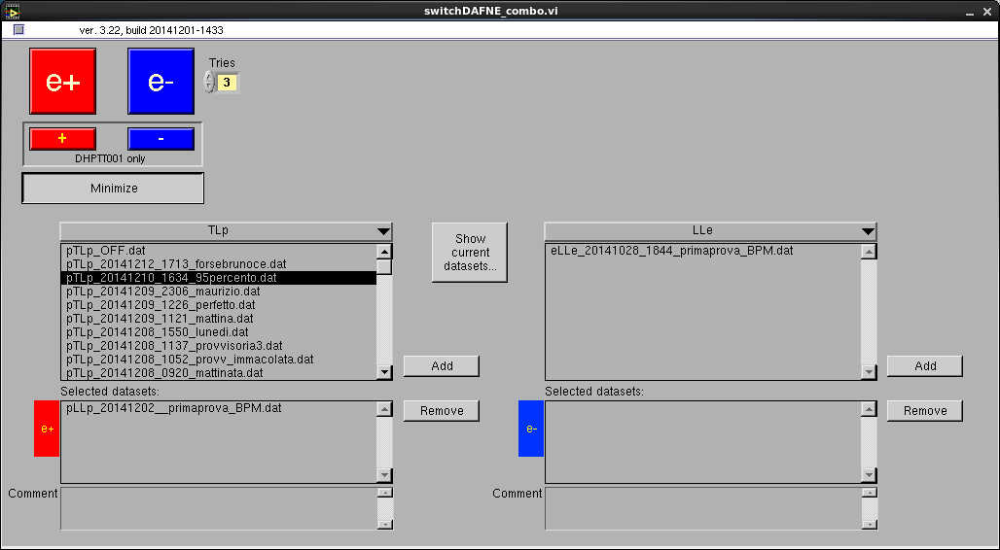 switchDAFNE_combo.vi
ver. 3.22, build 20141201-1433
e+ e- Tries
3
+ -
DHPTT001 only
Minimize
TLp
pTLp_OFF.dat
pTLp_20141212_1713_forsebrunoce.dat
pTLp_20141210_1634_95percento.dat
pTLp_20141209_2306_maurizio.dat
pTLp_20141209_1226_perfetto.dat
pTLp_20141209_1121_mattina.dat
pTLp_20141208_1550_lunedi.dat
pTLp_20141208_1137_provvisoria3.dat
pTLp_20141208_1052_provv_immacolata.dat
pTLp_20141208_0920_mattinata.dat
Add
Show
current
datasets...
LLe
eLLe_20141028_1844_primaprova_BPM.dat
Add
Selected datasets:
e+
pLLp_20141202__primaprova_BPM.dat
Remove
Comment
Selected datasets:
e-
Remove
Comment